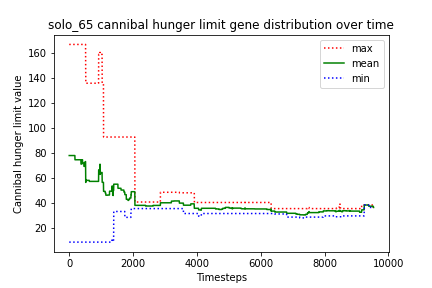 solo_65 cannibal hunger limit gene distribution over time
Cannibal hunger limit value
160
140
120
100
80
60
40
20
max
mean
min
0
2000
4000
6000
8000
10000
Timesteps